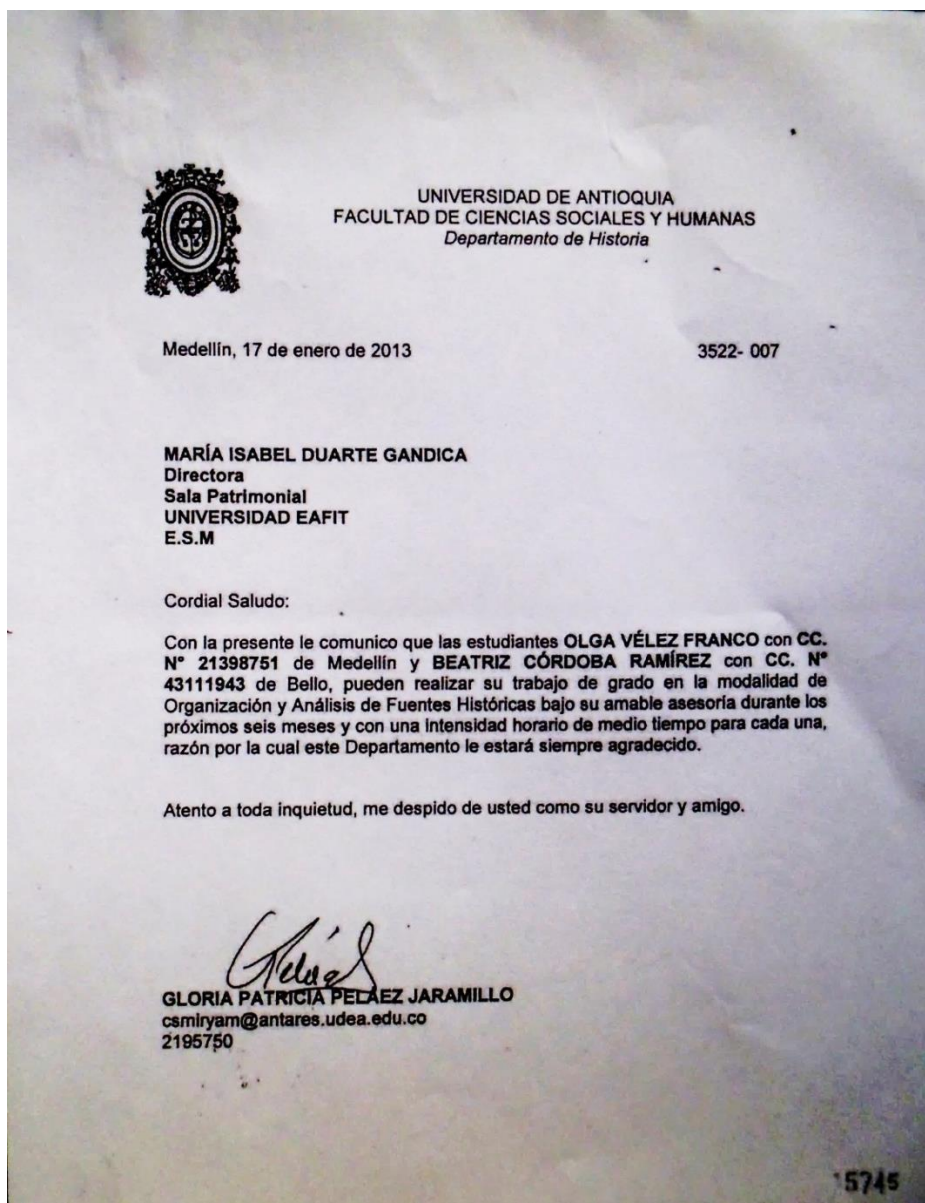 UNIVERSIDAD DE ANTIOQUIA
FACULTAD DE CIENCIAS SOCIALES Y HUMANAS
Departamento de Historia
Medellín, 17 de enero de 2013 3522- 007
MARÍA ISABEL DUARTE GANDICA
Directora
Sala Patrimonial
UNIVERSIDAD EAFIT
E.S.M
Cordial Saludo:
Con la presente le comunico que las estudiantes OLGA VÉLEZ FRANCO con CC.
N° 21398751 de Medellín y BEATRIZ CÓRDOBA RAMÍREZ con CC. N°
43111943 de Bello, pueden realizar su trabajo de grado en la modalidad de
Organización y Análisis de Fuentes Históricas bajo su amable asesoría durante los
próximos seis meses y con una intensidad horario de medio tiempo para cada una,
razón por la cual este Departamento le estará siempre agradecido.
Atento a toda inquietud, me despido de usted como su servidor y amigo.
GLORIA PATRICIA PELÁEZ JARAMILLO
csmiryam@antares.udea.edu.co
2195750
15745